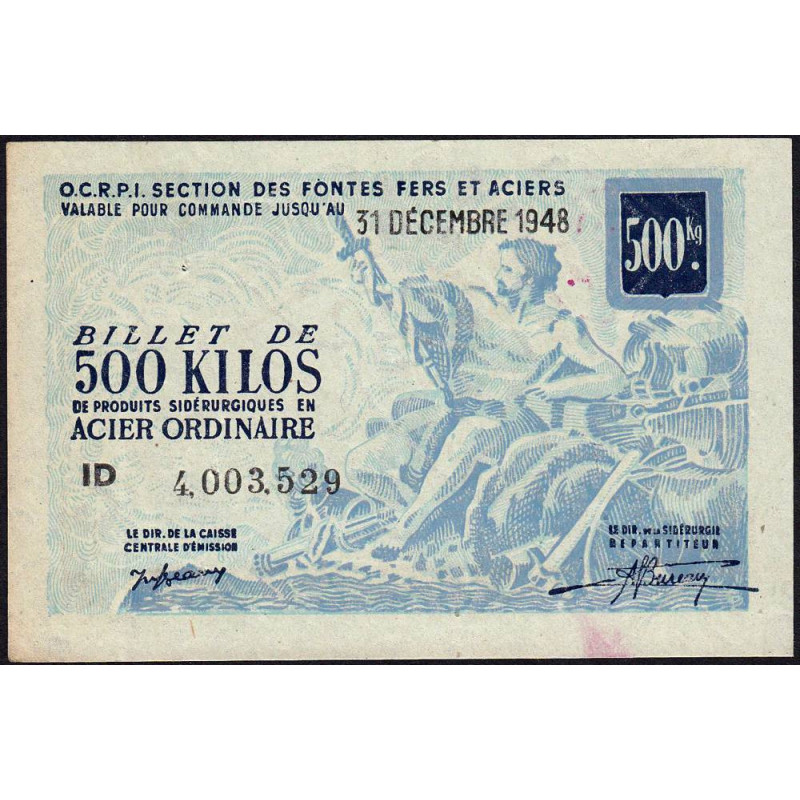 O.C.R.P.I. SECTION DES FONTES FERS ET ACIERS
VALABLE POUR COMMANDE JUSQU'AU 31 DÉCEMBRE 1948
500 Kg.
BILLET DE
500 KILOS
DE PRODUITS SIDÉRURGIQUES EN
ACIER ORDINAIRE
ID 4,003,529
LE DIR. DE LA CAISSE
CENTRALE D'ÉMISSION
LE DIR. DE LA SIDÉRURGIE
REPARTITEUR